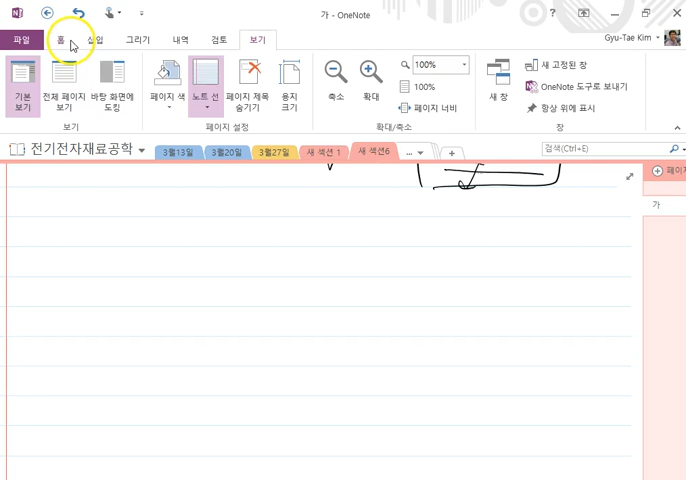 가 - OneNote
파일 홈 삽입 그리기 내역 검토 보기
Gyu-Tae Kim
기본 보기
전체 페이지 보기
바탕 화면에 도킹
보기
페이지 색
노트 선
페이지 제목 숨기기
용지 크기
페이지 설정
축소
확대
100%
100%
페이지 너비
확대/축소
새 창
새 고정된 창
OneNote 도구로 보내기
항상 위에 표시
창
전기전자재료공학
3월13일
3월20일
3월27일
새 섹션 1
새 섹션6
...
검색(Ctrl+E)
페이지
가